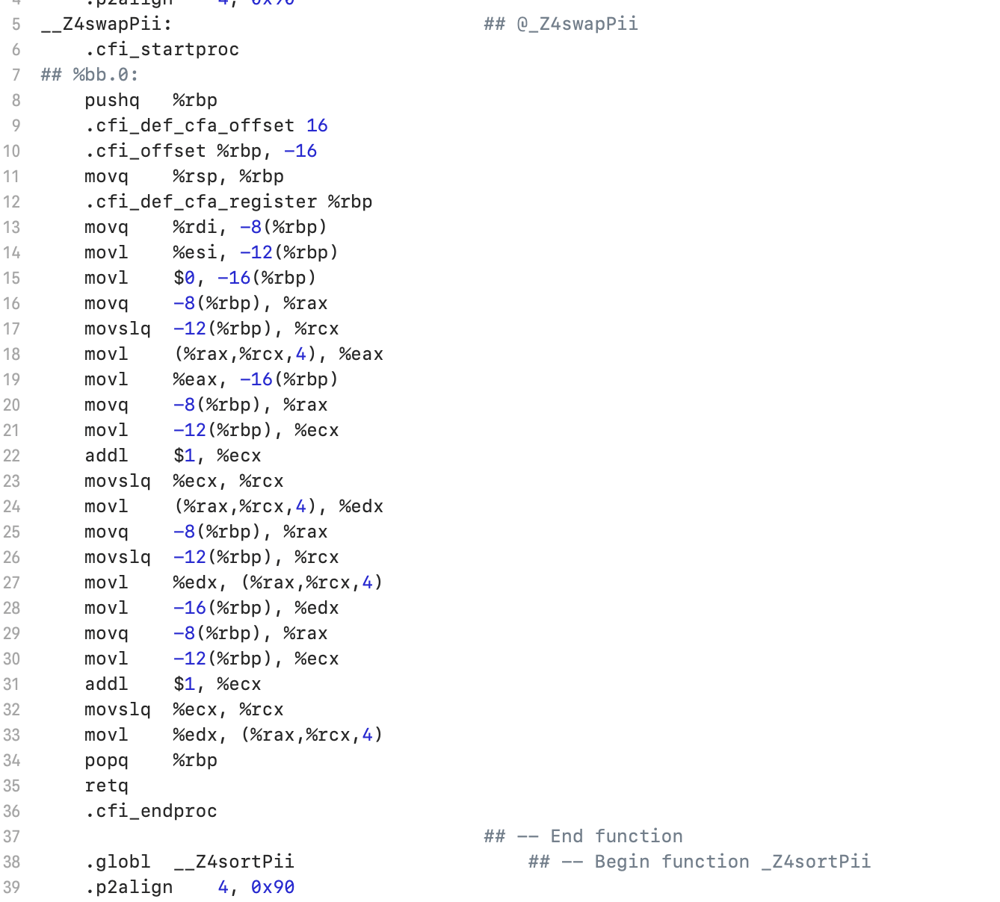 4 .p2align 4, 0x90
5 __Z4swapPii: ## @_Z4swapPii
6 .cfi_startproc
7 ## %bb.0:
8 pushq %rbp
9 .cfi_def_cfa_offset 16
10 .cfi_offset %rbp, -16
11 movq %rsp, %rbp
12 .cfi_def_cfa_register %rbp
13 movq %rdi, -8(%rbp)
14 movl %esi, -12(%rbp)
15 movl $0, -16(%rbp)
16 movq -8(%rbp), %rax
17 movslq -12(%rbp), %rcx
18 movl (%rax,%rcx,4), %eax
19 movl %eax, -16(%rbp)
20 movq -8(%rbp), %rax
21 movl -12(%rbp), %ecx
22 addl $1, %ecx
23 movslq %ecx, %rcx
24 movl (%rax,%rcx,4), %edx
25 movq -8(%rbp), %rax
26 movslq -12(%rbp), %rcx
27 movl %edx, (%rax,%rcx,4)
28 movl -16(%rbp), %edx
29 movq -8(%rbp), %rax
30 movl -12(%rbp), %ecx
31 addl $1, %ecx
32 movslq %ecx, %rcx
33 movl %edx, (%rax,%rcx,4)
34 popq %rbp
35 retq
36 .cfi_endproc
37 ## -- End function
38 .globl __Z4sortPii ## -- Begin function _Z4sortPii
39 .p2align 4, 0x90